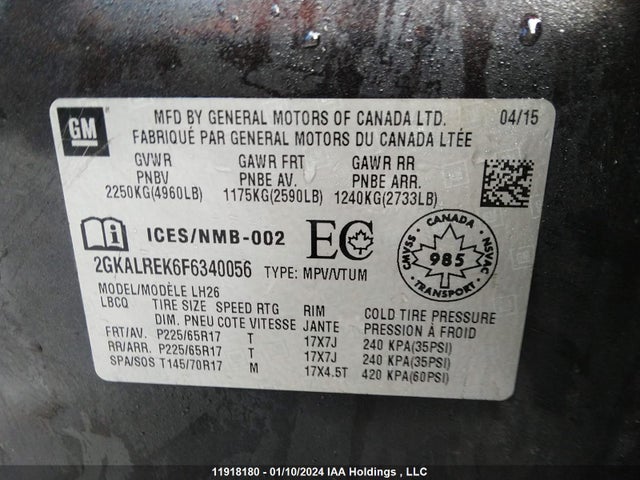 GM
MFD BY GENERAL MOTORS OF CANADA LTD. 04/15
FABRIQUÉ PAR GENERAL MOTORS DU CANADA LTÉE
GVWR GAWR FRT GAWR RR
PNBV PNBE AV. PNBE ARR.
2250KG(4960LB) 1175KG(2590LB) 1240KG(2733LB)
i ICES/NMB-002 EC
CANADA CMVSS NSVAC 985 TRANSPORT
2GKALREK6F6340056 TYPE: MPV/VTUM
MODEL/MODÈLE LH26
LBCQ TIRE SIZE SPEED RTG RIM COLD TIRE PRESSURE
DIM. PNEU COTE VITESSE JANTE PRESSION À FROID
FRT/AV. P225/65R17 T 17X7J 240 KPA(35PSI)
RR/ARR. P225/65R17 T 17X7J 240 KPA(35PSI)
SPA/SOS T145/70R17 M 17X4.5T 420 KPA(60PSI)
11918180 - 01/10/2024 IAA Holdings , LLC